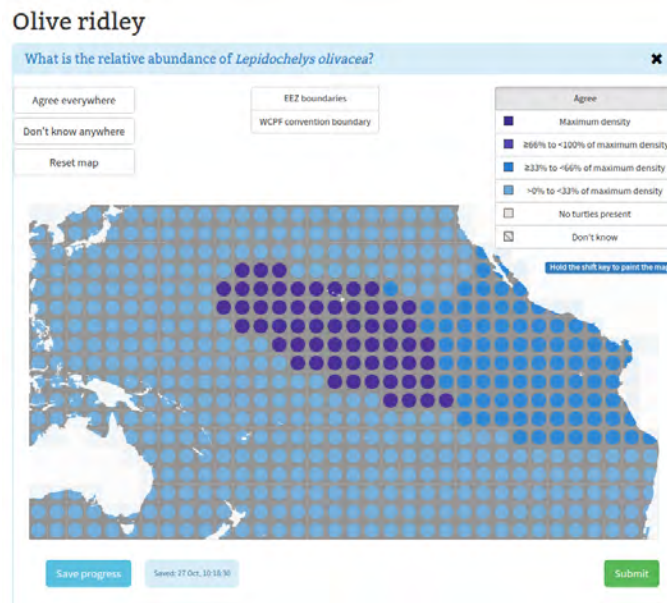 Olive ridley
What is the relative abundance of Lepidochelys olivacea?
Agree everywhere
Don't know anywhere
Reset map
EEZ boundaries
WCPF convention boundary
Agree
Maximum density
≥66% to <100% of maximum density
≥33% to <66% of maximum density
>0% to <33% of maximum density
No turtles present
Don't know
Hold the shift key to paint the map
Save progress
Saved: 27 Oct, 10:18:30
Submit